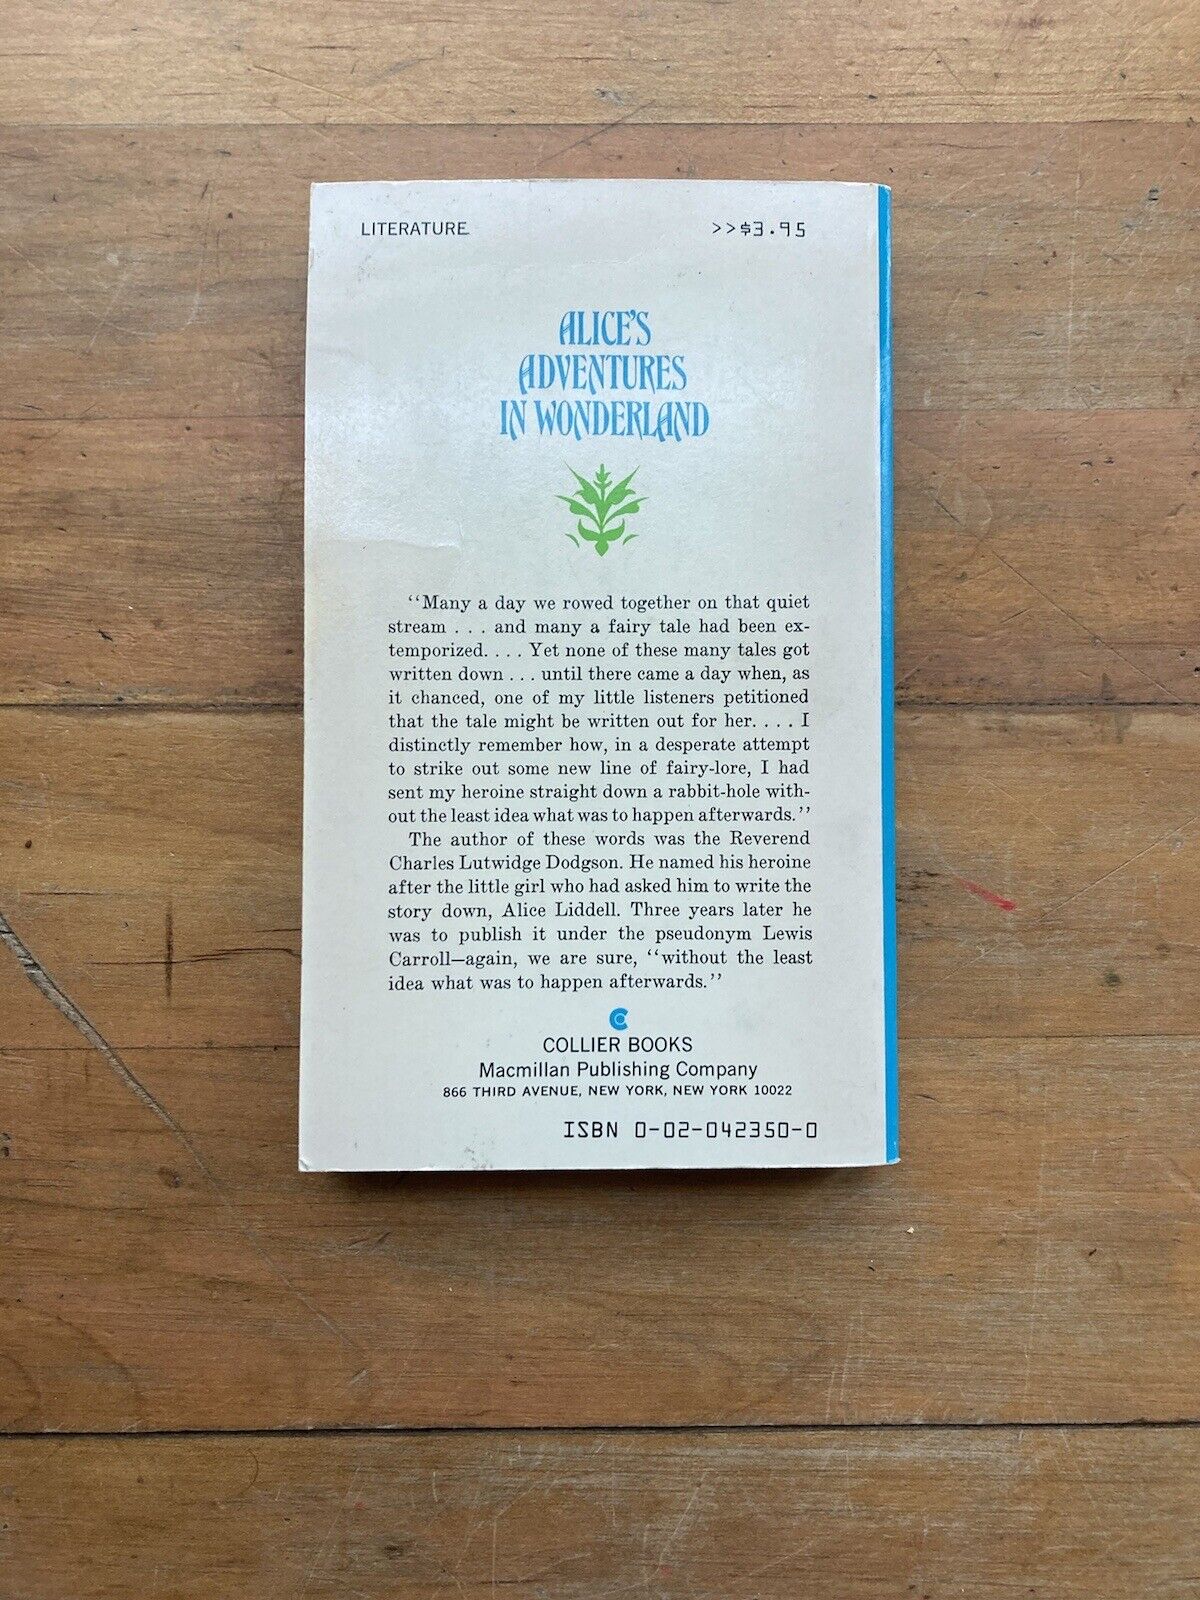 LITERATURE >>$3.95
ALICE'S
ADVENTURES
IN WONDERLAND
"Many a day we rowed together on that quiet
stream . . . and many a fairy tale had been ex-
temporized. . . . Yet none of these many tales got
written down . . . until there came a day when, as
it chanced, one of my little listeners petitioned
that the tale might be written out for her. . . . I
distinctly remember how, in a desperate attempt
to strike out some new line of fairy-lore, I had
sent my heroine straight down a rabbit-hole with-
out the least idea what was to happen afterwards."
The author of these words was the Reverend
Charles Lutwidge Dodgson. He named his heroine
after the little girl who had asked him to write the
story down, Alice Liddell. Three years later he
was to publish it under the pseudonym Lewis
Carroll—again, we are sure, "without the least
idea what was to happen afterwards."
COLLIER BOOKS
Macmillan Publishing Company
866 THIRD AVENUE, NEW YORK, NEW YORK 10022
ISBN 0-02-042350-0